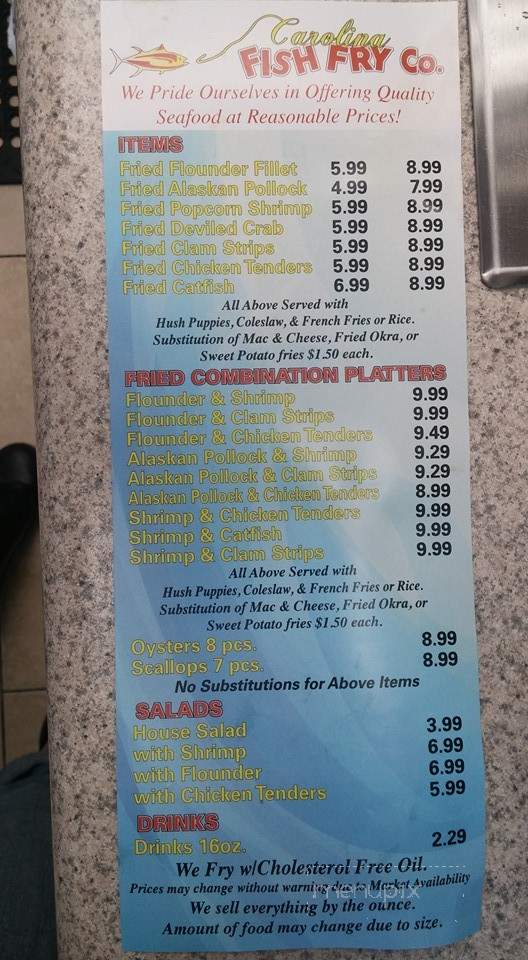 Carolina
FISH FRY Co.
We Pride Ourselves in Offering Quality
Seafood at Reasonable Prices!
ITEMS
Fried Flounder Fillet 5.99 8.99
Fried Alaskan Pollock 4.99 7.99
Fried Popcorn Shrimp 5.99 8.99
Fried Deviled Crab 5.99 8.99
Fried Clam Strips 5.99 8.99
Fried Chicken Tenders 5.99 8.99
Fried Catfish 6.99 8.99
All Above Served with
Hush Puppies, Coleslaw, & French Fries or Rice.
Substitution of Mac & Cheese, Fried Okra, or
Sweet Potato fries $1.50 each.
FRIED COMBINATION PLATTERS
Flounder & Shrimp 9.99
Flounder & Clam Strips 9.99
Flounder & Chicken Tenders 9.49
Alaskan Pollock & Shrimp 9.29
Alaskan Pollock & Clam Strips 9.29
Alaskan Pollock & Chicken Tenders 8.99
Shrimp & Chicken Tenders 9.99
Shrimp & Catfish 9.99
Shrimp & Clam Strips 9.99
All Above Served with
Hush Puppies, Coleslaw, & French Fries or Rice.
Substitution of Mac & Cheese, Fried Okra, or
Sweet Potato fries $1.50 each.
Oysters 8 pcs. 8.99
Scallops 7 pcs. 8.99
No Substitutions for Above Items
SALADS
House Salad 3.99
with Shrimp 6.99
with Flounder 6.99
with Chicken Tenders 5.99
DRINKS
Drinks 16oz. 2.29
We Fry w/Cholesterol Free Oil.
Prices may change without warning due to Market Availability
menupix
We sell everything by the ounce.
Amount of food may change due to size.